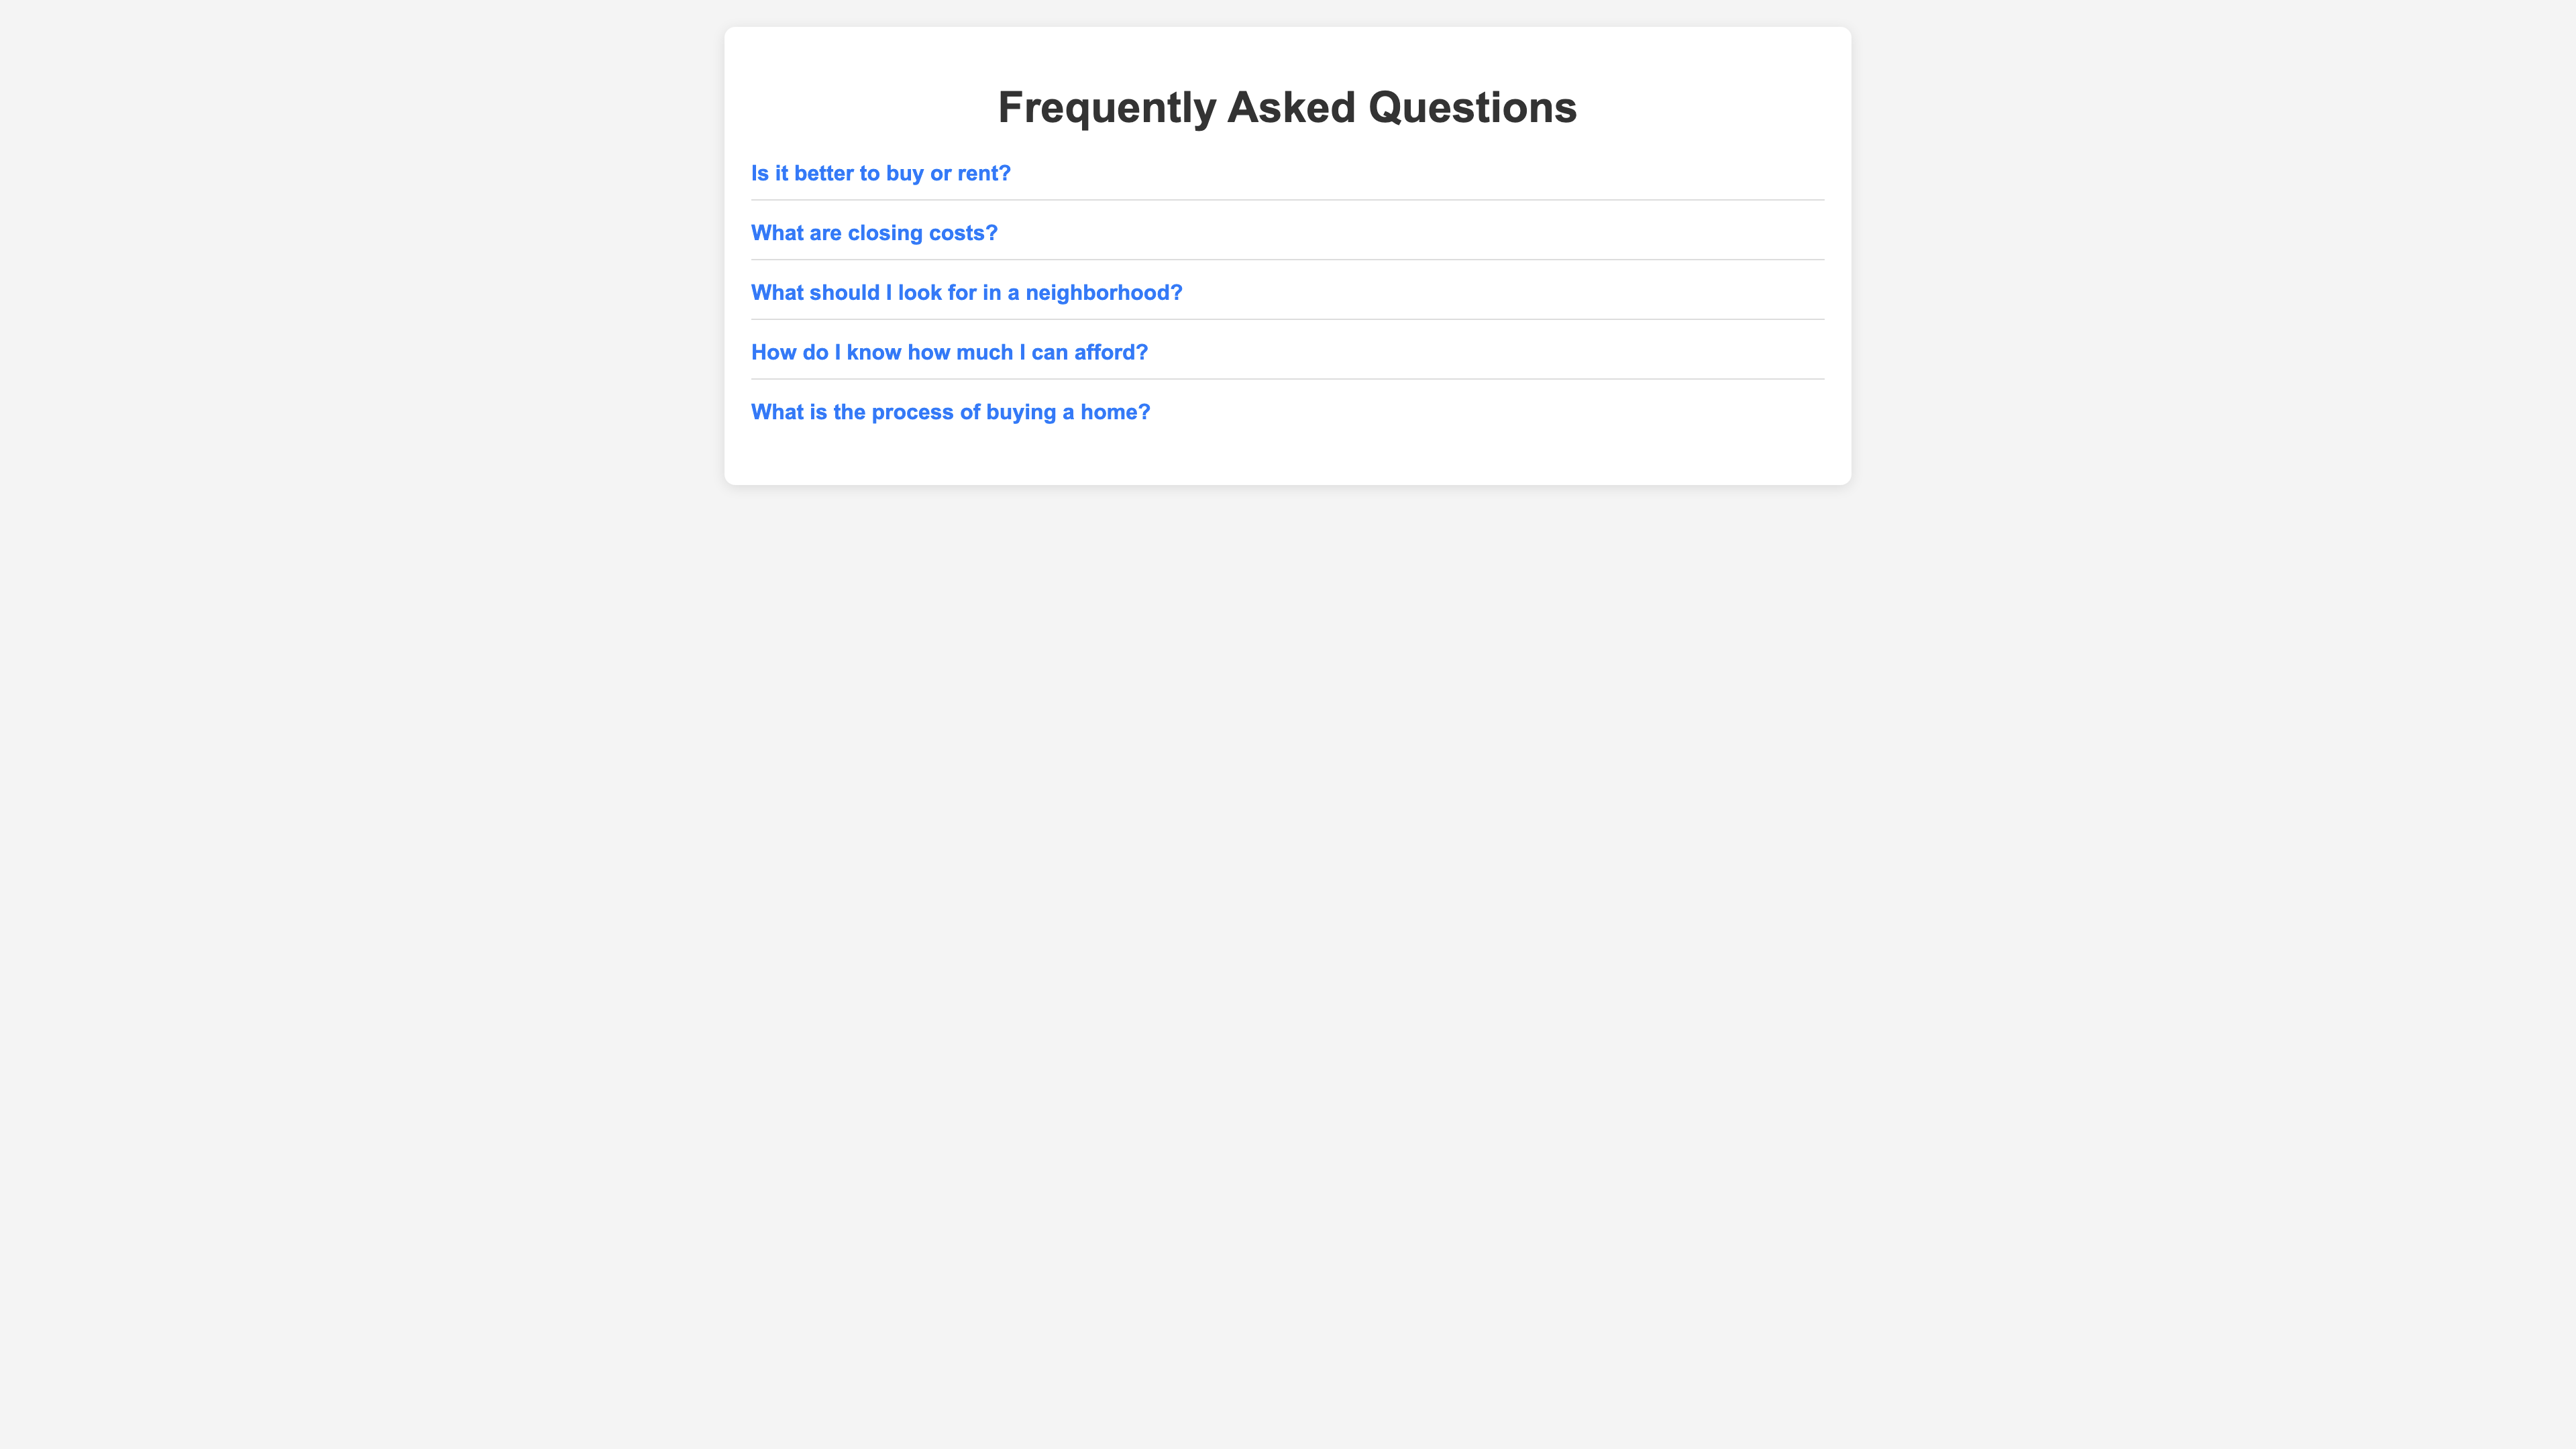 Frequently Asked Questions
Is it better to buy or rent?
What are closing costs?
What should I look for in a neighborhood?
How do I know how much I can afford?
What is the process of buying a home?